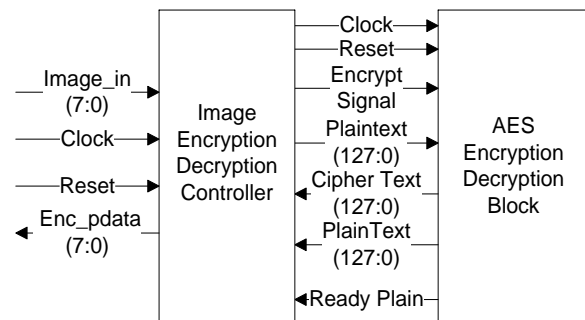 Image_in
(7:0)
Clock
Reset
Enc_pdata
(7:0)
Image
Encryption
Decryption
Controller
Clock
Reset
Encrypt
Signal
Plaintext
(127:0)
Cipher Text
(127:0)
PlainText
(127:0)
Ready Plain
AES
Encryption
Decryption
Block